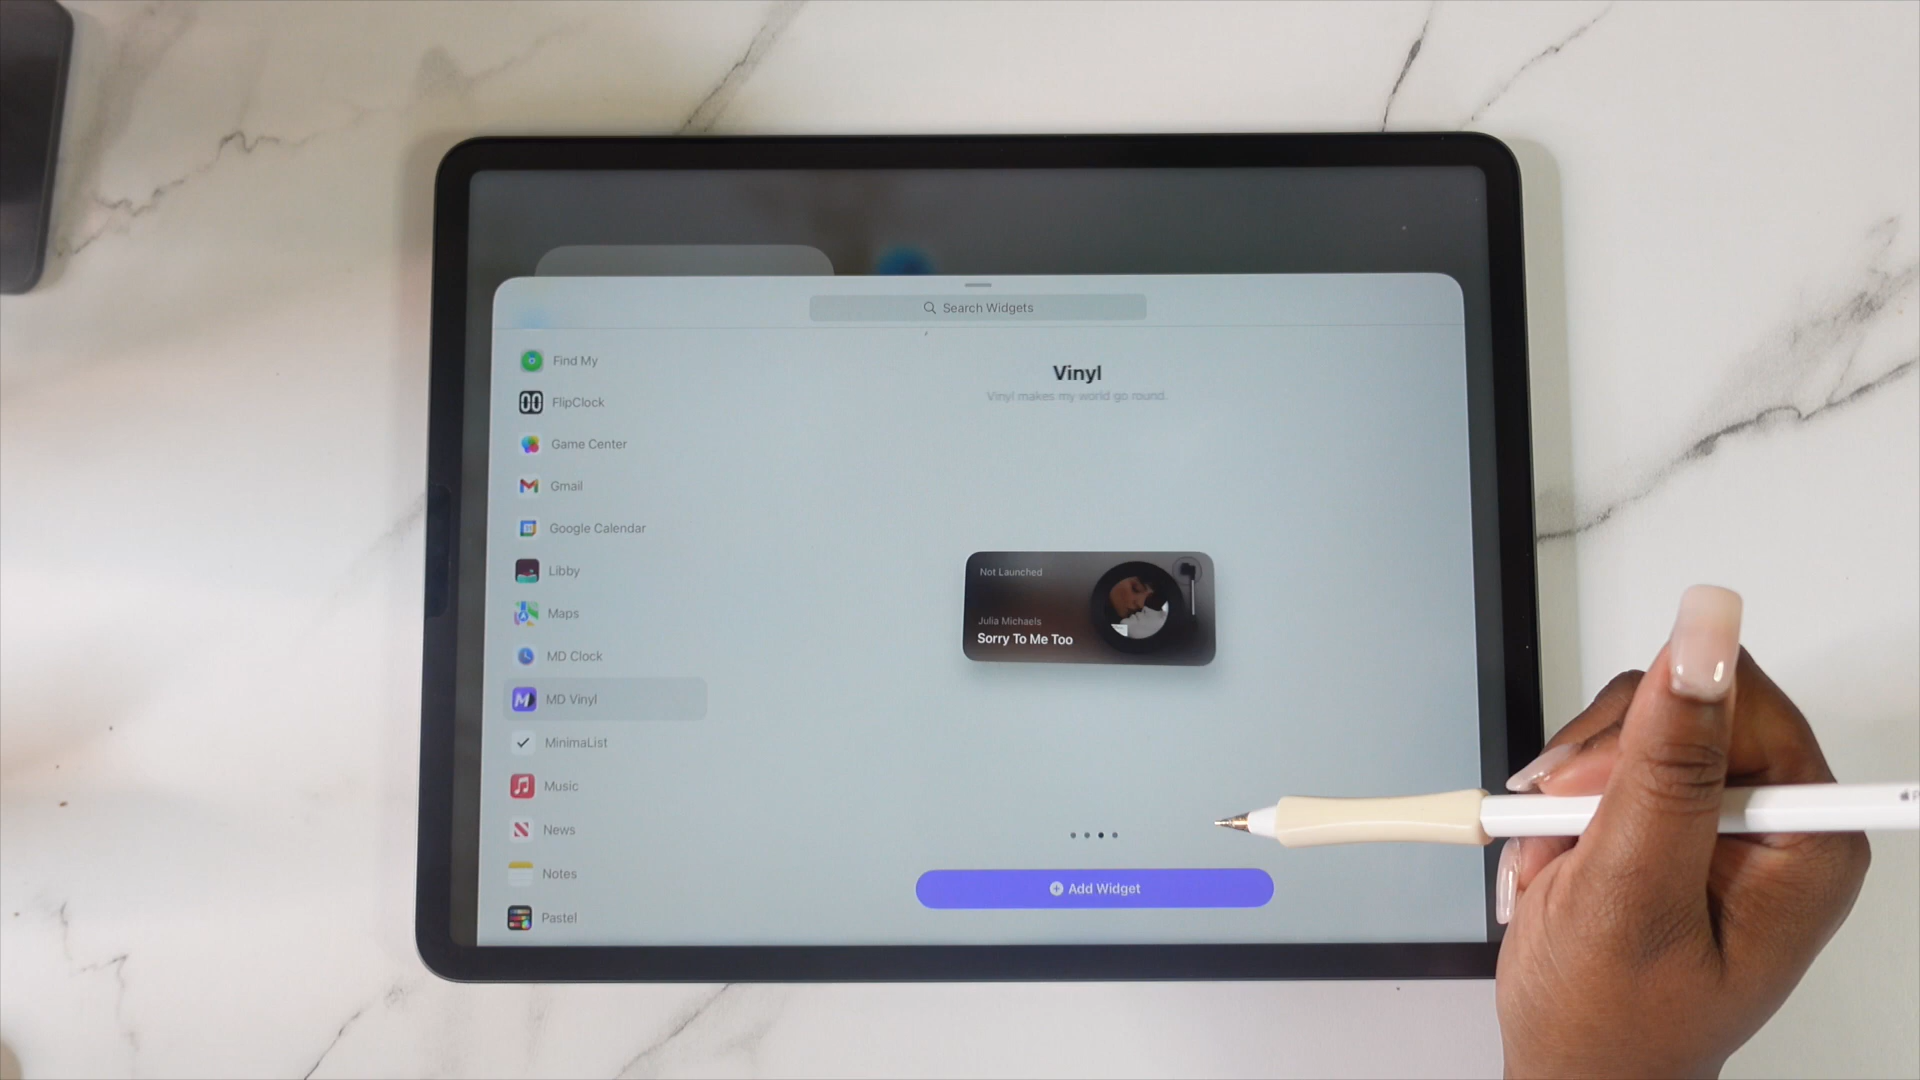 Search Widgets
Find My
FlipClock
Game Center
Gmail
Google Calendar
Libby
Maps
MD Clock
MD Vinyl
MinimaList
Music
News
Notes
Pastel
Vinyl
Vinyl makes my world go round.
Not Launched
Julia Michaels
Sorry To Me Too
Add Widget